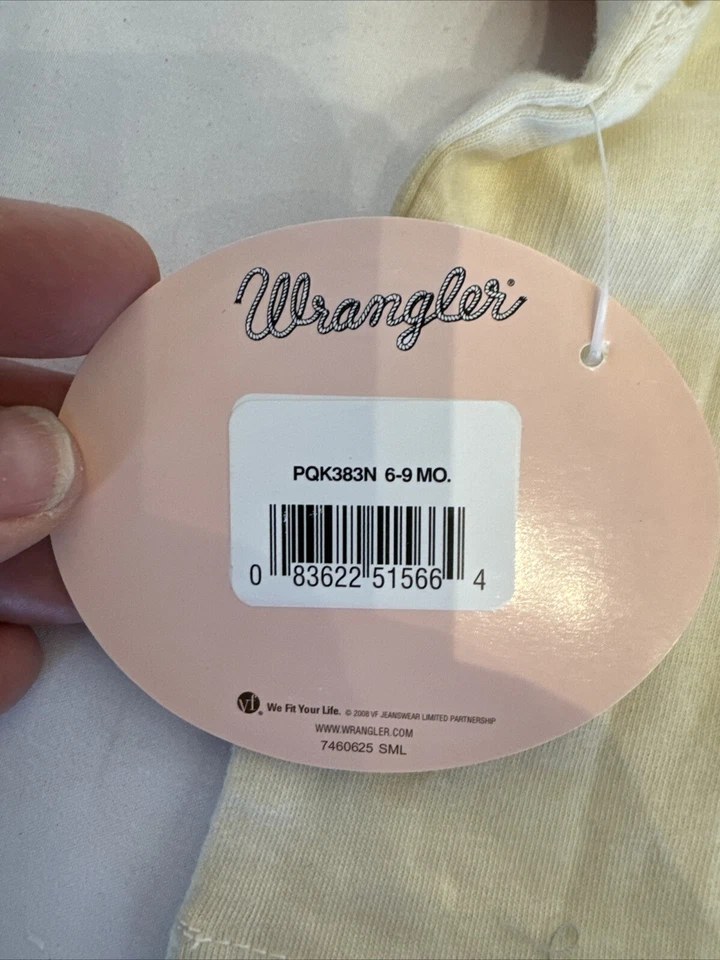 Wrangler®
PQK383N 6-9 MO.
0 83622 51566 4
vf® We Fit Your Life. © 2008 VF JEANSWEAR LIMITED PARTNERSHIP
WWW.WRANGLER.COM
7460625 SML